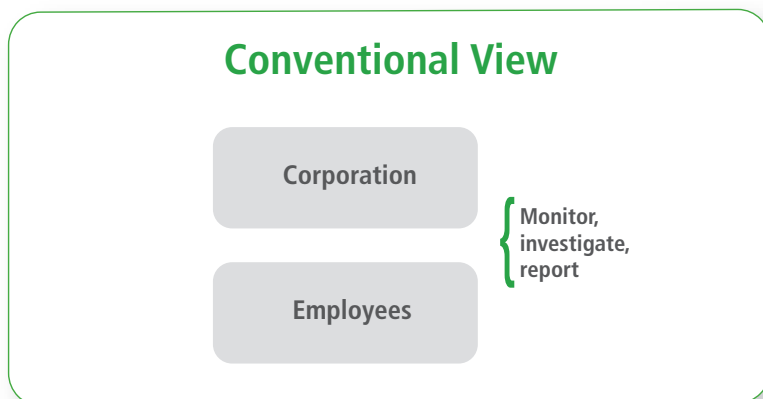 Conventional View
Corporation
Monitor,
investigate,
report
Employees